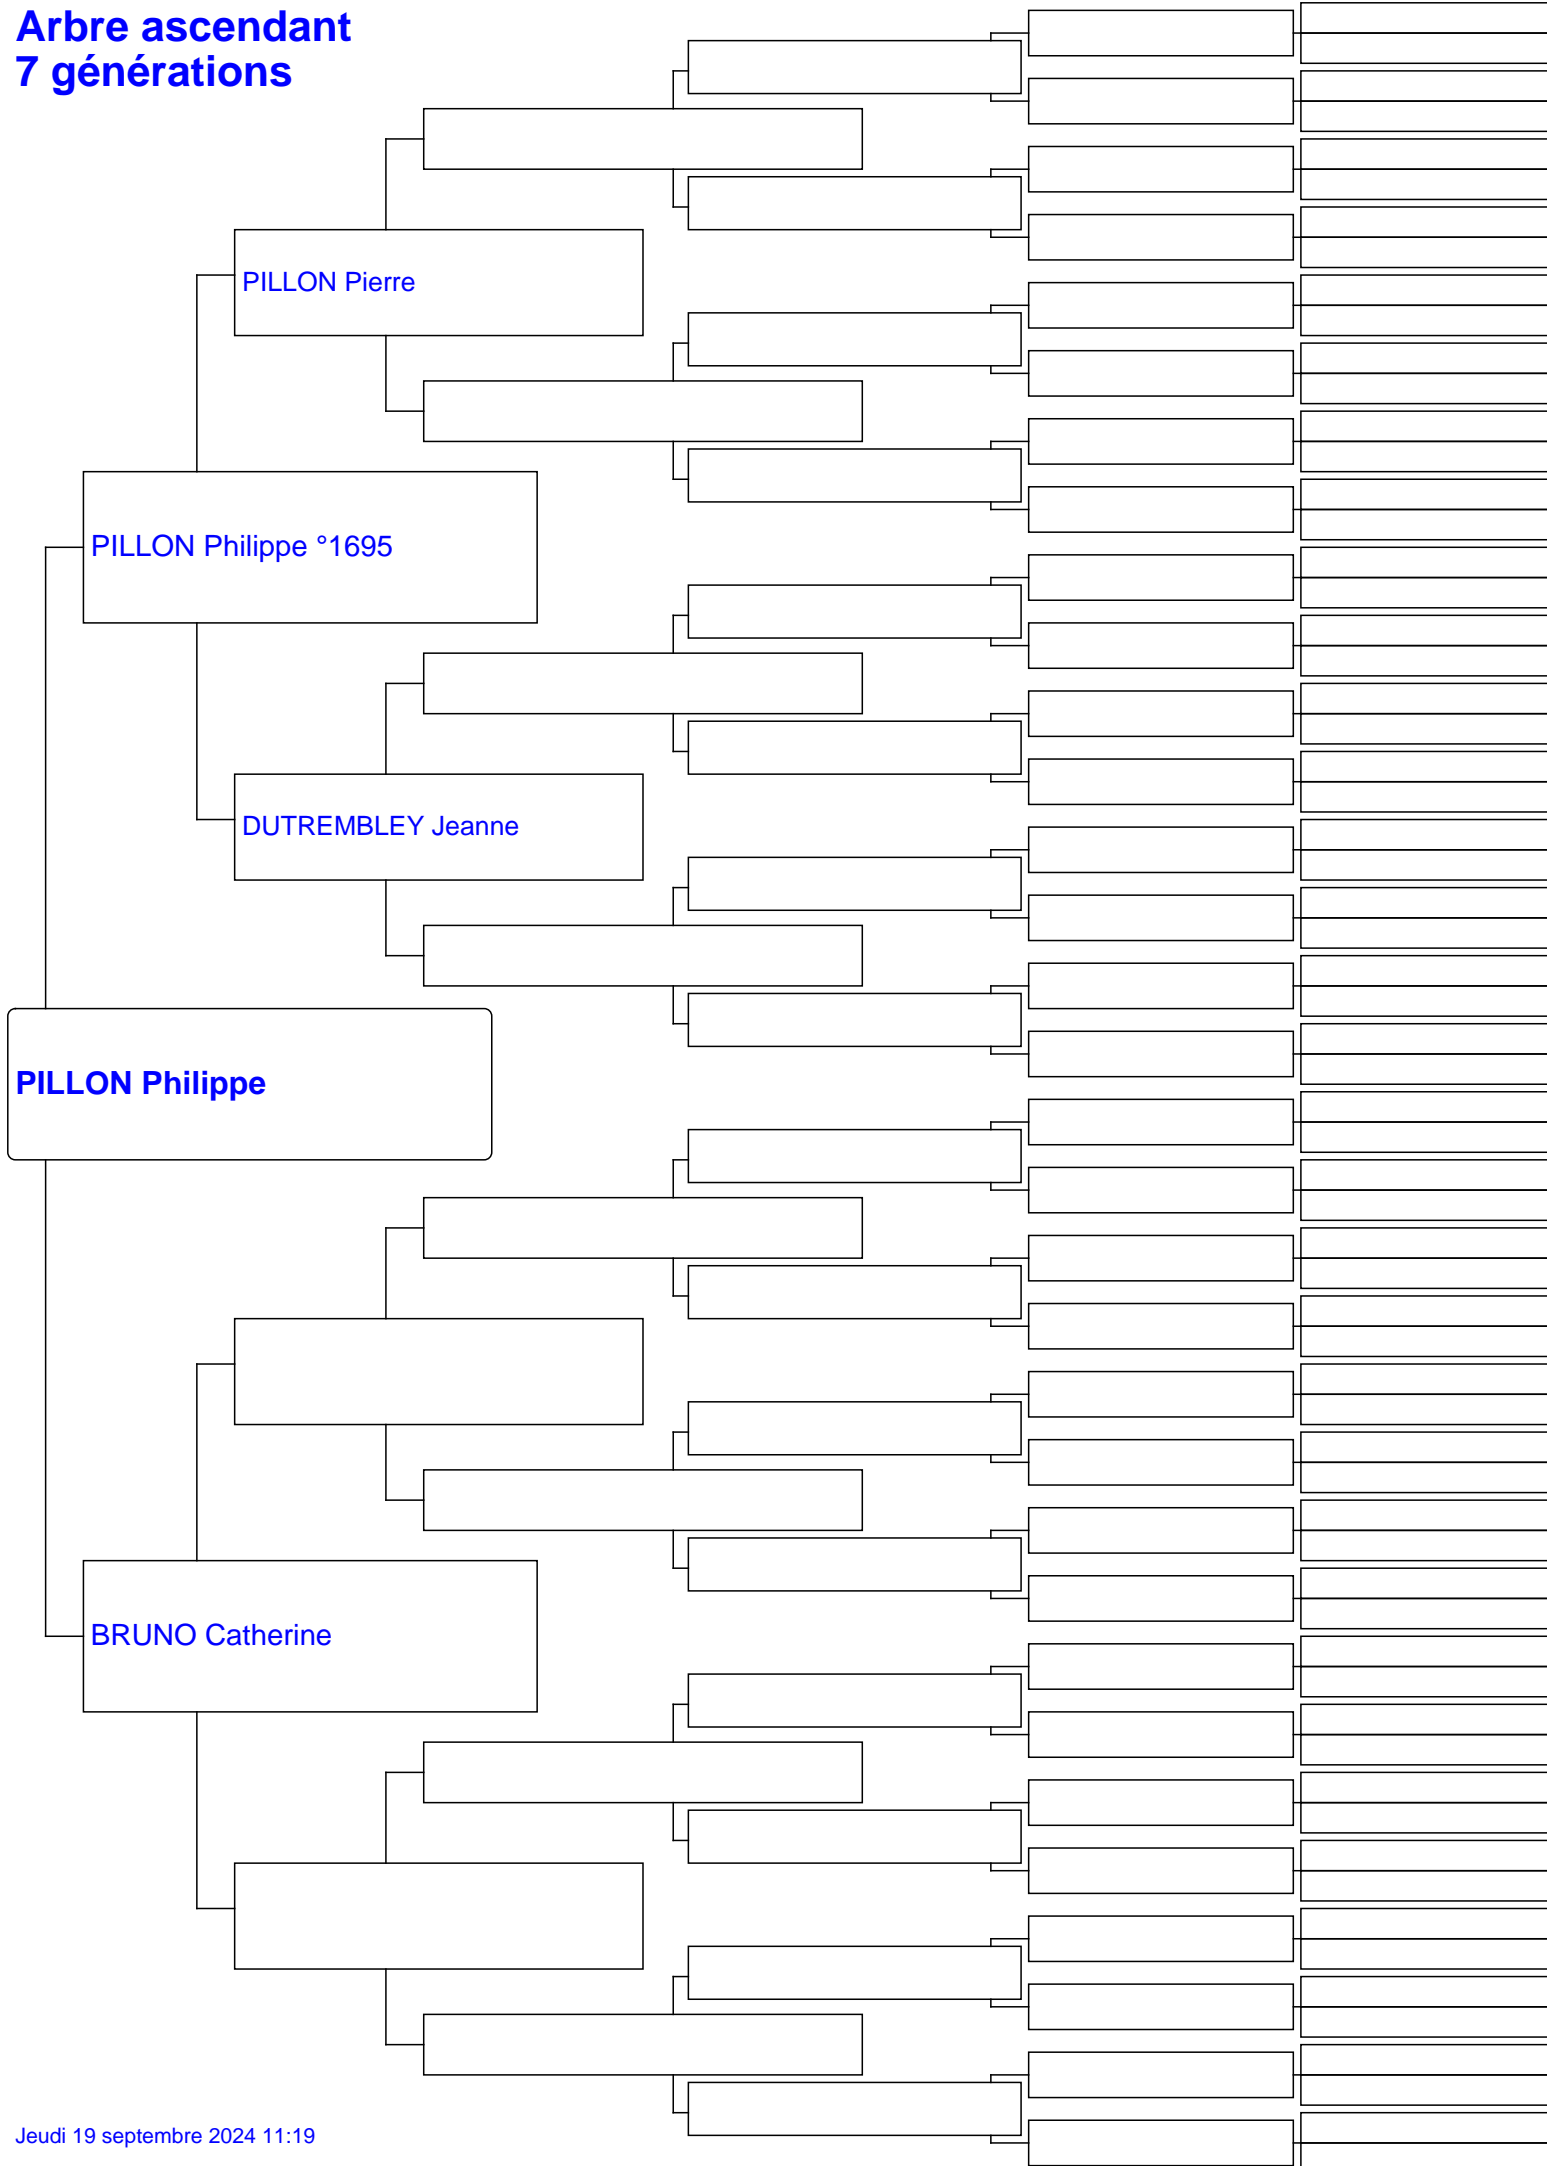 Arbre ascendant
7 générations
PILLON Pierre
PILLON Philippe °1695
DUTREMBLEY Jeanne
PILLON Philippe
BRUNO Catherine
Jeudi 19 septembre 2024 11:19